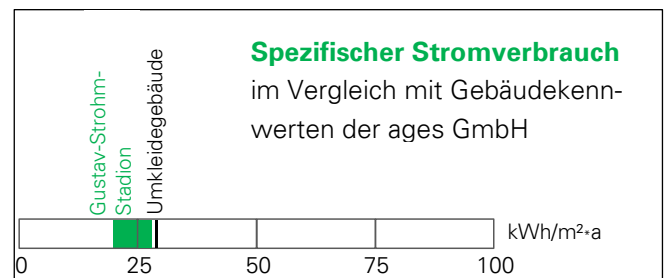 Spezifischer Stromverbrauch
im Vergleich mit Gebäudekenn-
werten der ages GmbH
Gustav-Strohm-
Stadion
Umkleidegebäude
kWh/m²*a
0 25 50 75 100